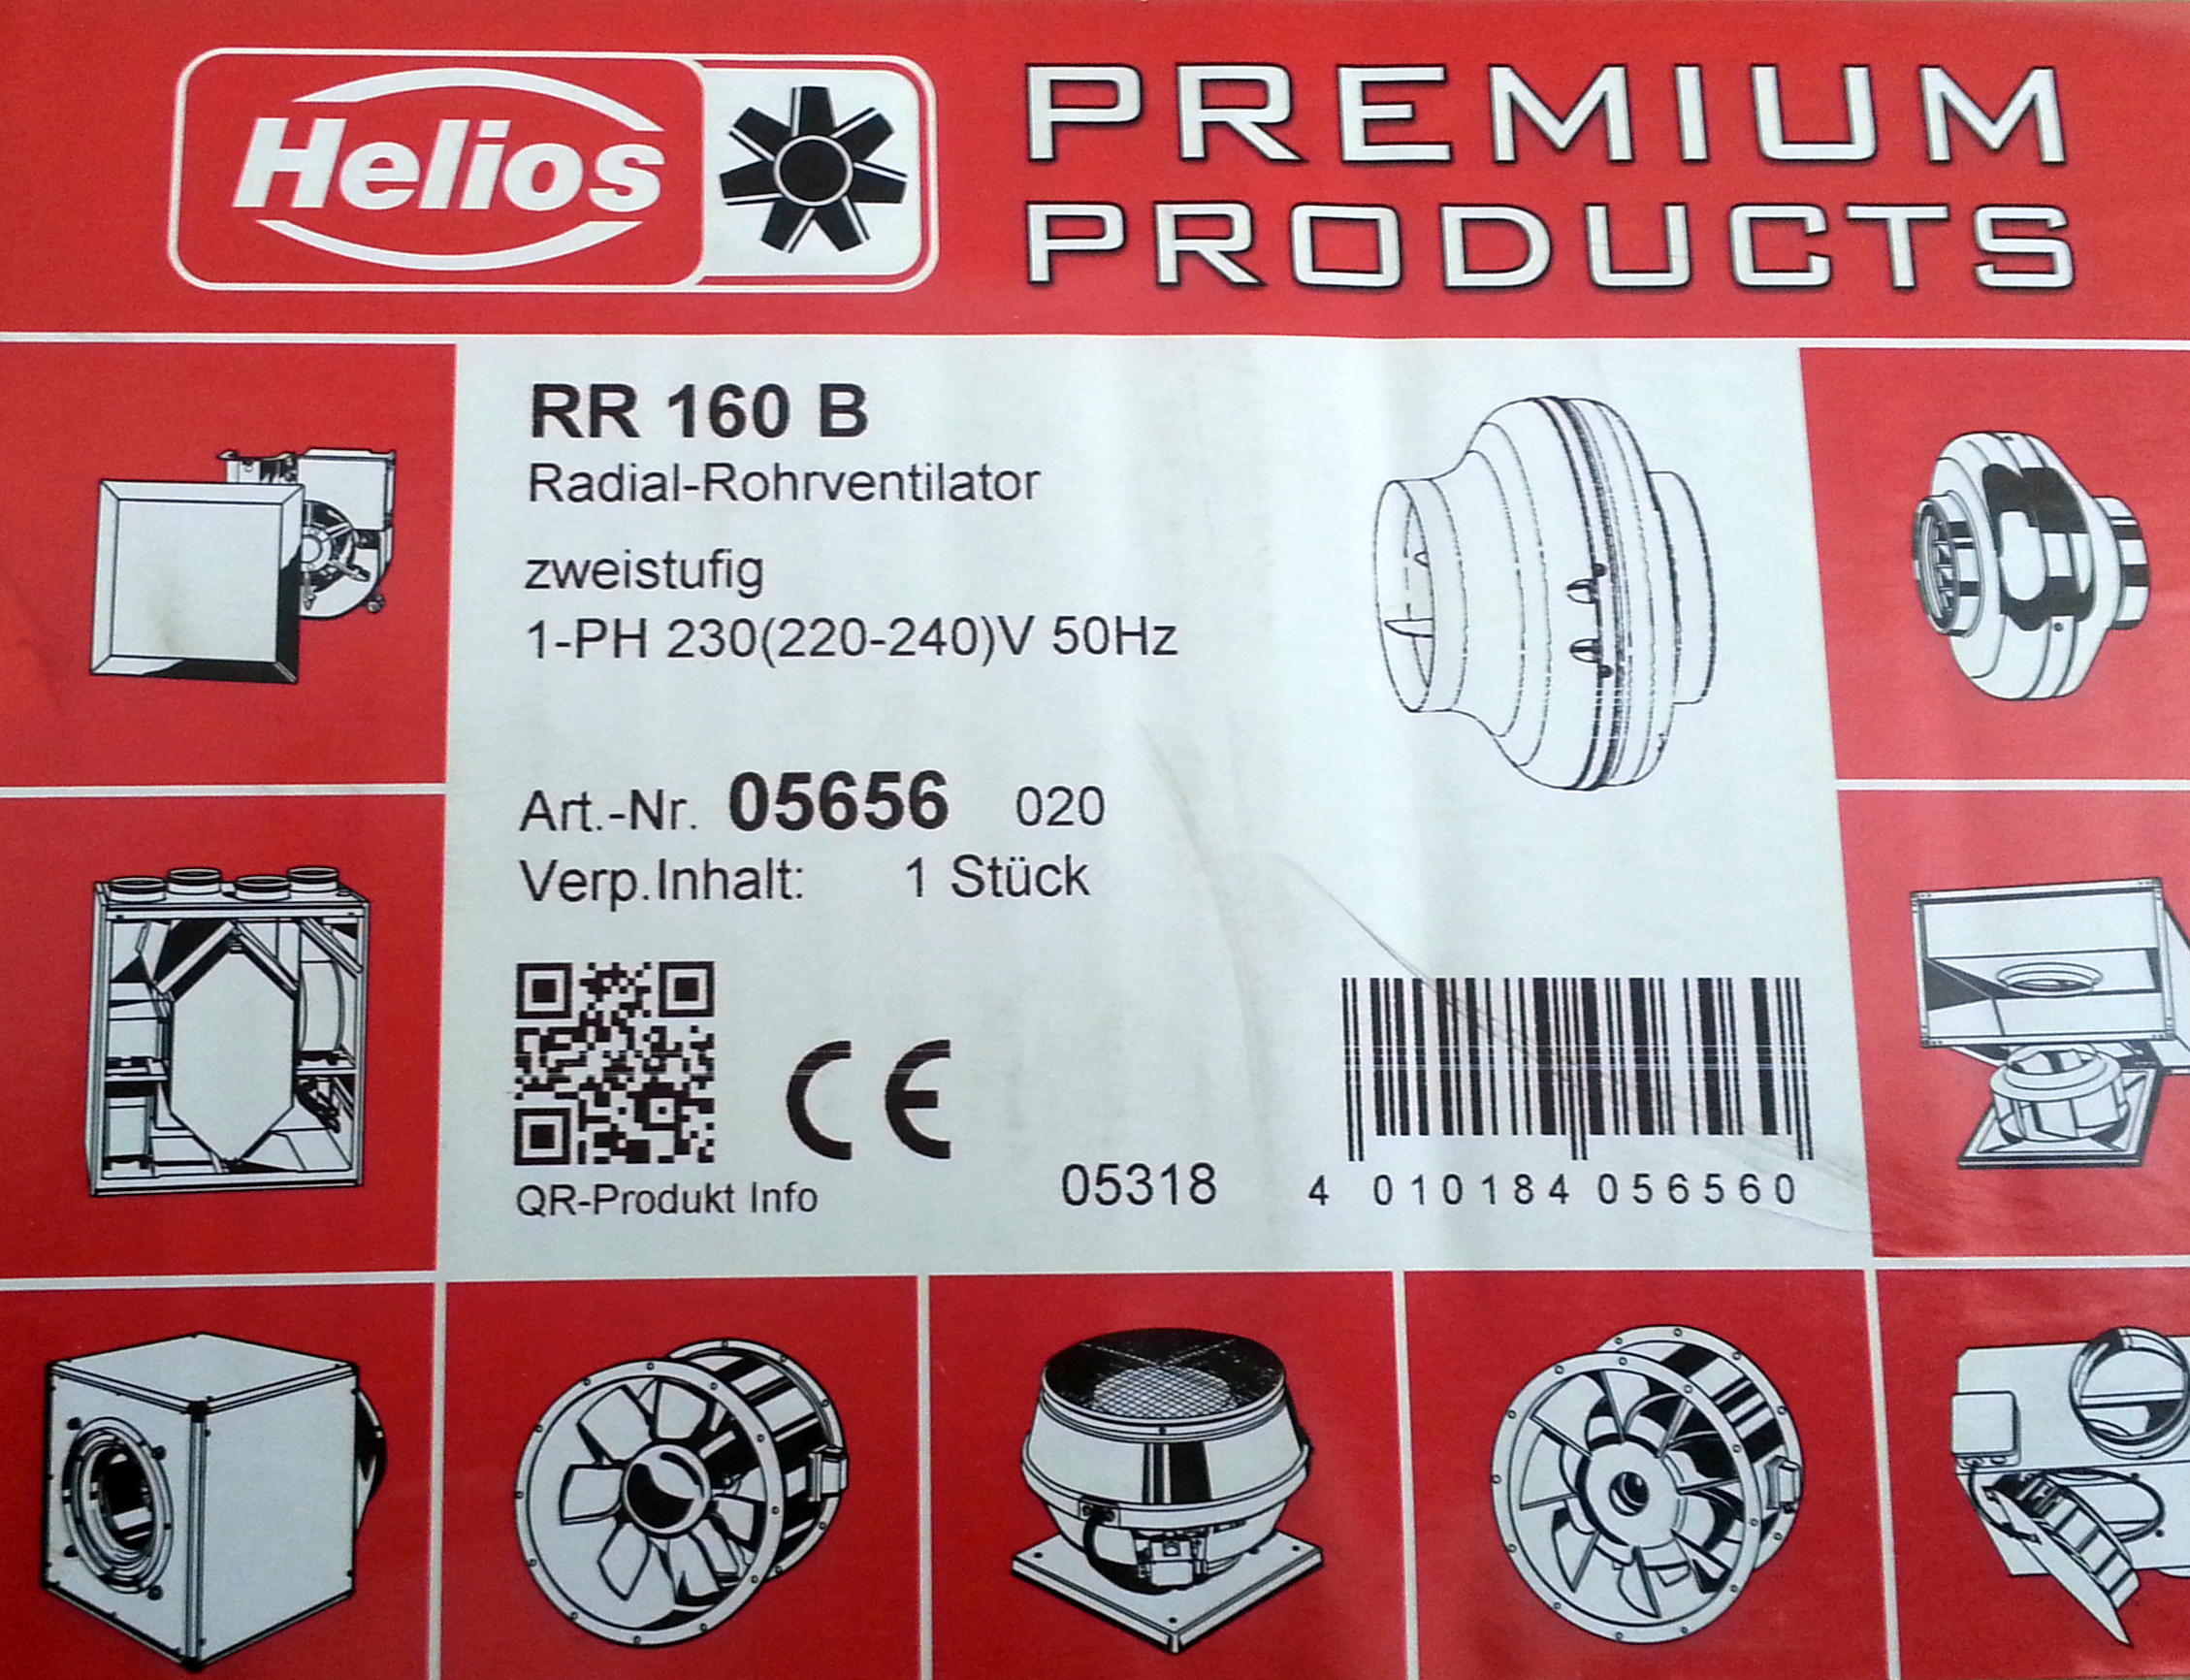 Helios
PREMIUM
PRODUCTS
RR 160 B
Radial-Rohrventilator
zweistufig
1-PH 230(220-240)V 50Hz
Art.-Nr. 05656 020
Verp.Inhalt: 1 Stück
CE
QR-Produkt Info
05318
4 010184 056560